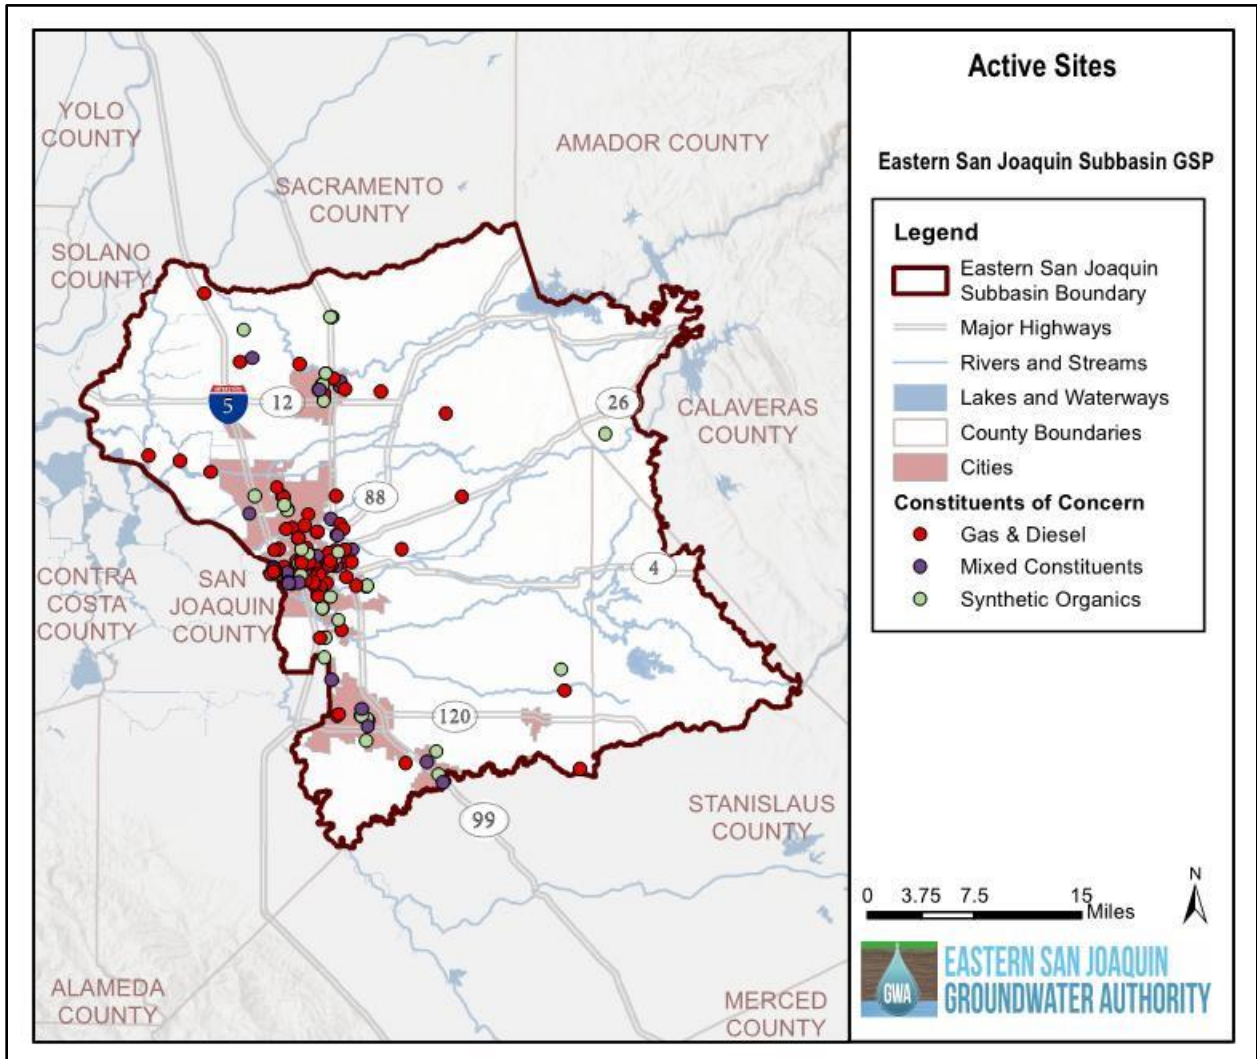 YOLO
COUNTY
AMADOR COUNTY
SACRAMENTO
COUNTY
SOLANO
COUNTY
5
12
26
CALAVERAS
COUNTY
88
4
CONTRA
COSTA
COUNTY
SAN
JOAQUIN
COUNTY
120
99
STANISLAUS
COUNTY
ALAMEDA
COUNTY
MERCED
COUNTY
Active Sites
Eastern San Joaquin Subbasin GSP
Legend
Eastern San Joaquin
Subbasin Boundary
Major Highways
Rivers and Streams
Lakes and Waterways
County Boundaries
Cities
Constituents of Concern
Gas & Diesel
Mixed Constituents
Synthetic Organics
N
0 3.75 7.5 15
Miles
GWA
EASTERN SAN JOAQUIN
GROUNDWATER AUTHORITY